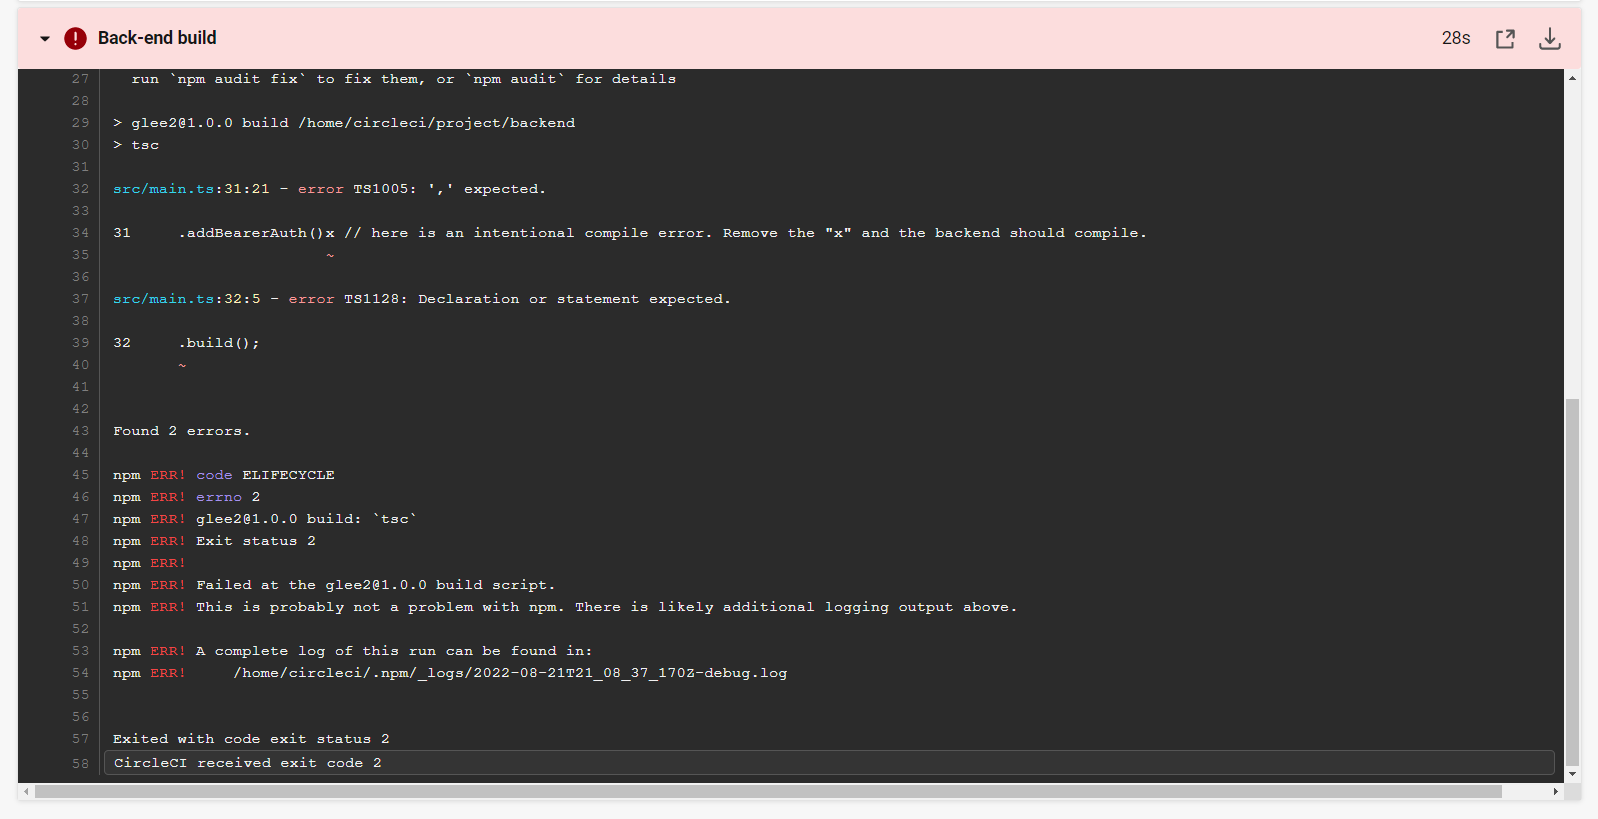 Back-end build 28s
27 run `npm audit fix` to fix them, or `npm audit` for details
28
29 > glee2@1.0.0 build /home/circleci/project/backend
30 > tsc
31
32 src/main.ts:31:21 - error TS1005: ',' expected.
33
34 31     .addBearerAuth()x // here is an intentional compile error. Remove the "x" and the backend should compile.
35                        ~
36
37 src/main.ts:32:5 - error TS1128: Declaration or statement expected.
38
39 32     .build();
40        ~
41
42
43 Found 2 errors.
44
45 npm ERR! code ELIFECYCLE
46 npm ERR! errno 2
47 npm ERR! glee2@1.0.0 build: `tsc`
48 npm ERR! Exit status 2
49 npm ERR!
50 npm ERR! Failed at the glee2@1.0.0 build script.
51 npm ERR! This is probably not a problem with npm. There is likely additional logging output above.
52
53 npm ERR! A complete log of this run can be found in:
54 npm ERR!     /home/circleci/.npm/_logs/2022-08-21T21_08_37_170Z-debug.log
55
56
57 Exited with code exit status 2
58 CircleCI received exit code 2